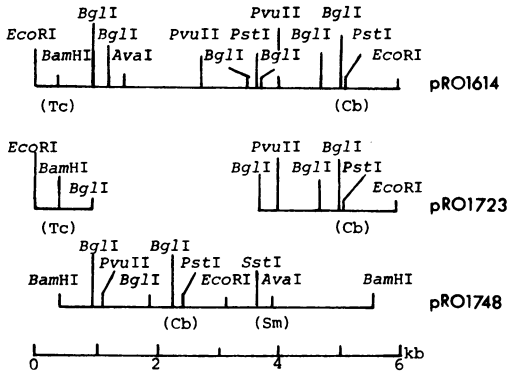 BglI PvuII BglI
EcoRI BglI PvuII PstI PstI
BamHI AvaI BglI BglI BglI EcoRI
pRO1614
(Tc) (Cb)
EcoRI PvuII BglI
BamHI BglI BglI PstI
BglI EcoRI
pRO1723
(Tc) (Cb)
BglI BglI SstI
PvuII PstI
BamHI BglI EcoRI AvaI BamHI
pRO1748
(Cb) (Sm)
0 2 4 6 kb